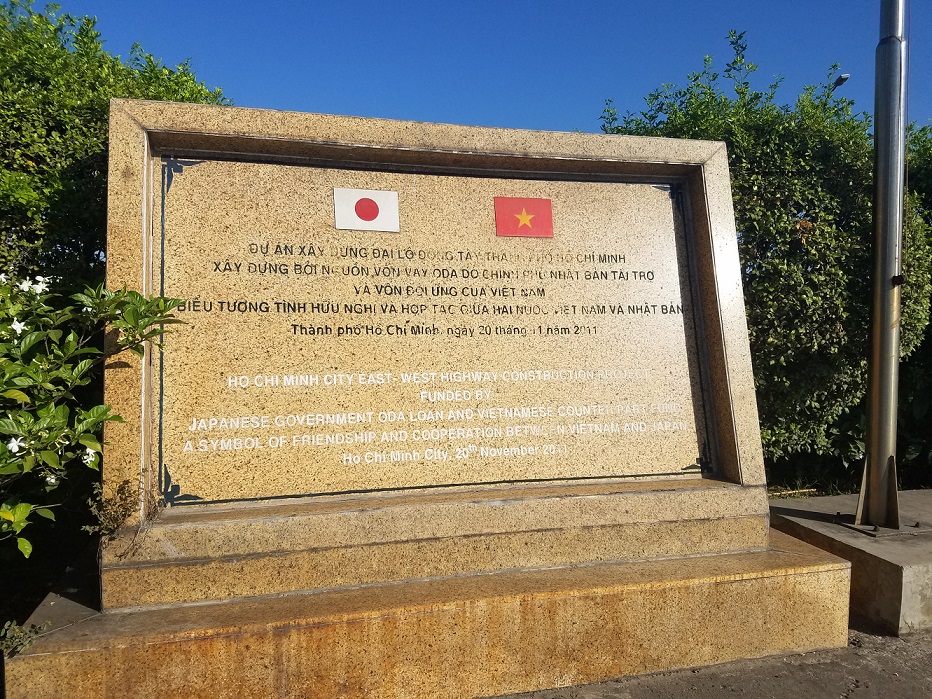 DỰ ÁN XÂY DỰNG ĐẠI LỘ ĐÔNG TÂY THÀNH PHỐ HỒ CHÍ MINH
XÂY DỰNG BỞI NGUỒN VỐN VAY ODA DO CHÍNH PHỦ NHẬT BẢN TÀI TRỢ
VÀ VỐN ĐỐI ỨNG CỦA VIỆT NAM
BIỂU TƯỢNG TÌNH HỮU NGHỊ VÀ HỢP TÁC GIỮA HAI NƯỚC VIỆT NAM VÀ NHẬT BẢN
Thành phố Hồ Chí Minh, ngày 20 tháng 11 năm 2011
HO CHI MINH CITY EAST- WEST HIGHWAY CONSTRUCTION PROJECT
FUNDED BY
JAPANESE GOVERNMENT ODA LOAN AND VIETNAMESE COUNTERPART FUND
A SYMBOL OF FRIENDSHIP AND COOPERATION BETWEEN VIETNAM AND JAPAN
Ho Chi Minh City, 20th November 2011